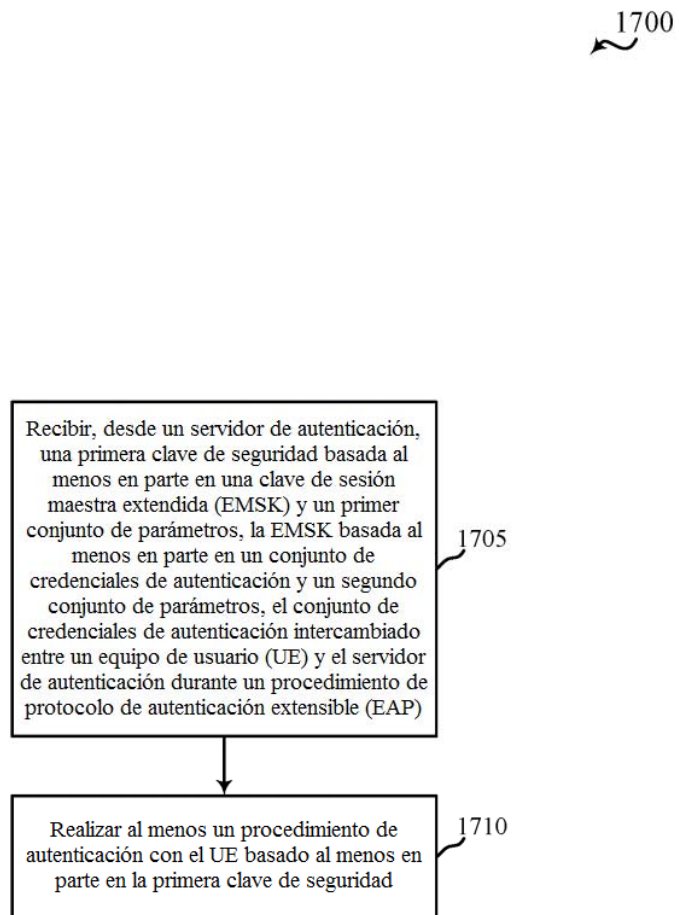 1700
Recibir, desde un servidor de autenticación,
una primera clave de seguridad basada al
menos en parte en una clave de sesión
maestra extendida (EMSK) y un primer
conjunto de parámetros, la EMSK basada al
menos en parte en un conjunto de
credenciales de autenticación y un segundo
conjunto de parámetros, el conjunto de
credenciales de autenticación intercambiado
entre un equipo de usuario (UE) y el servidor
de autenticación durante un procedimiento de
protocolo de autenticación extensible (EAP)
1705
Realizar al menos un procedimiento de
autenticación con el UE basado al menos en
parte en la primera clave de seguridad
1710